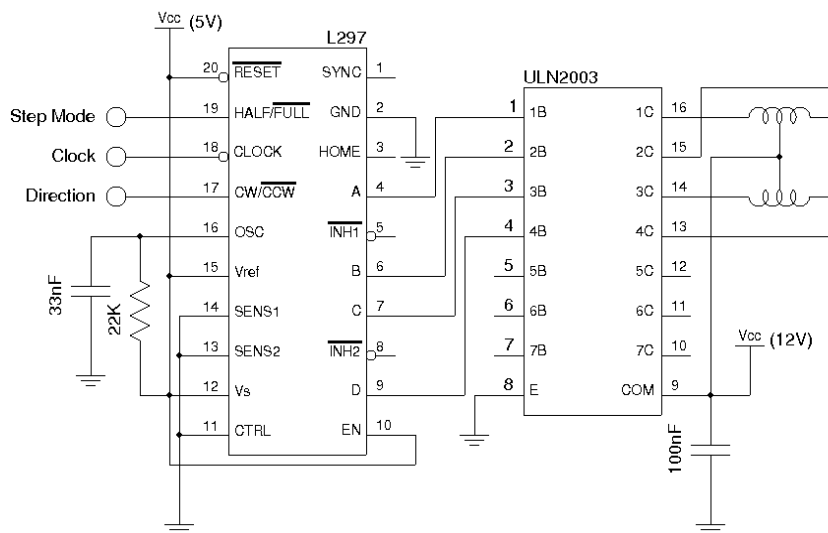 Vcc (5V)
L297
20 RESET SYNC 1
Step Mode 19 HALF/FULL GND 2
Clock 18 CLOCK HOME 3
Direction 17 CW/CCW A 4
16 OSC INH1 5
15 Vref B 6
14 SENS1 C 7
13 SENS2 INH2 8
12 Vs D 9
11 CTRL EN 10
33nF
22K
ULN2003
1 1B 1C 16
2 2B 2C 15
3 3B 3C 14
4 4B 4C 13
5 5B 5C 12
6 6B 6C 11
7 7B 7C 10
8 E COM 9
Vcc (12V)
100nF